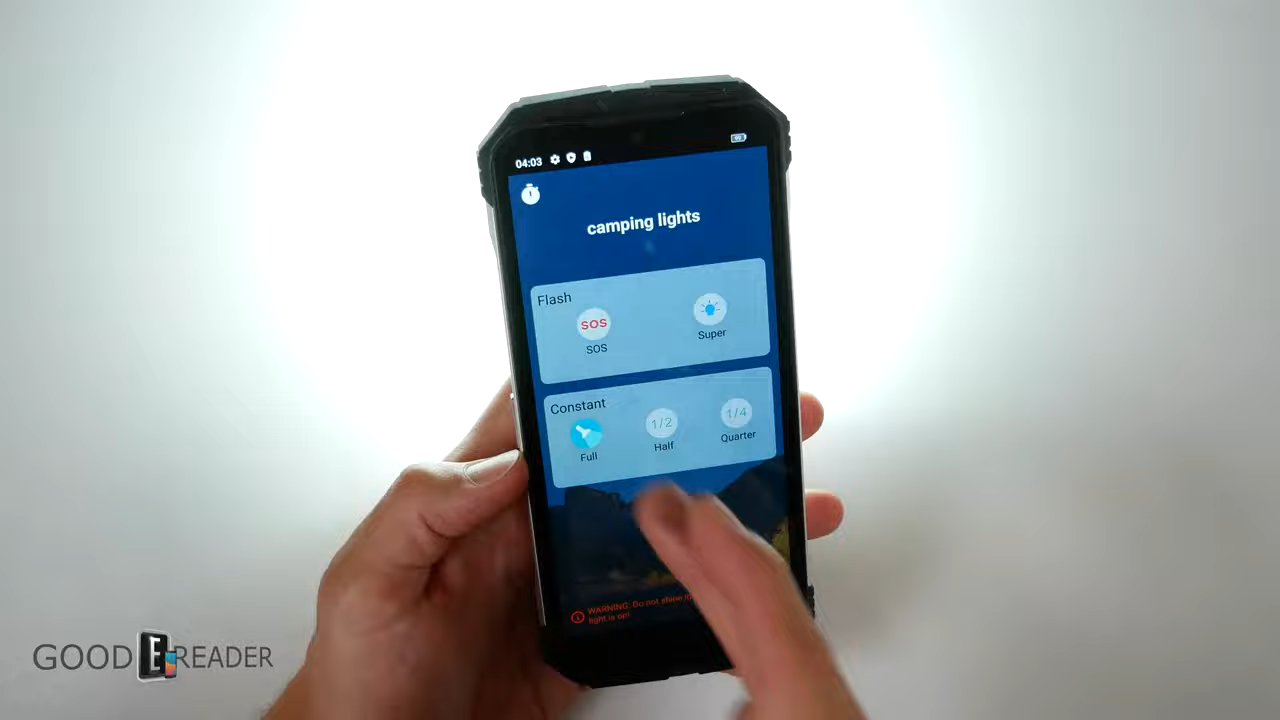 04:03
camping lights
Flash
SOS
SOS
Super
Constant
1/2
1/4
Full
Half
Quarter
WARNING: Do not shine
light is on!
GOOD E READER